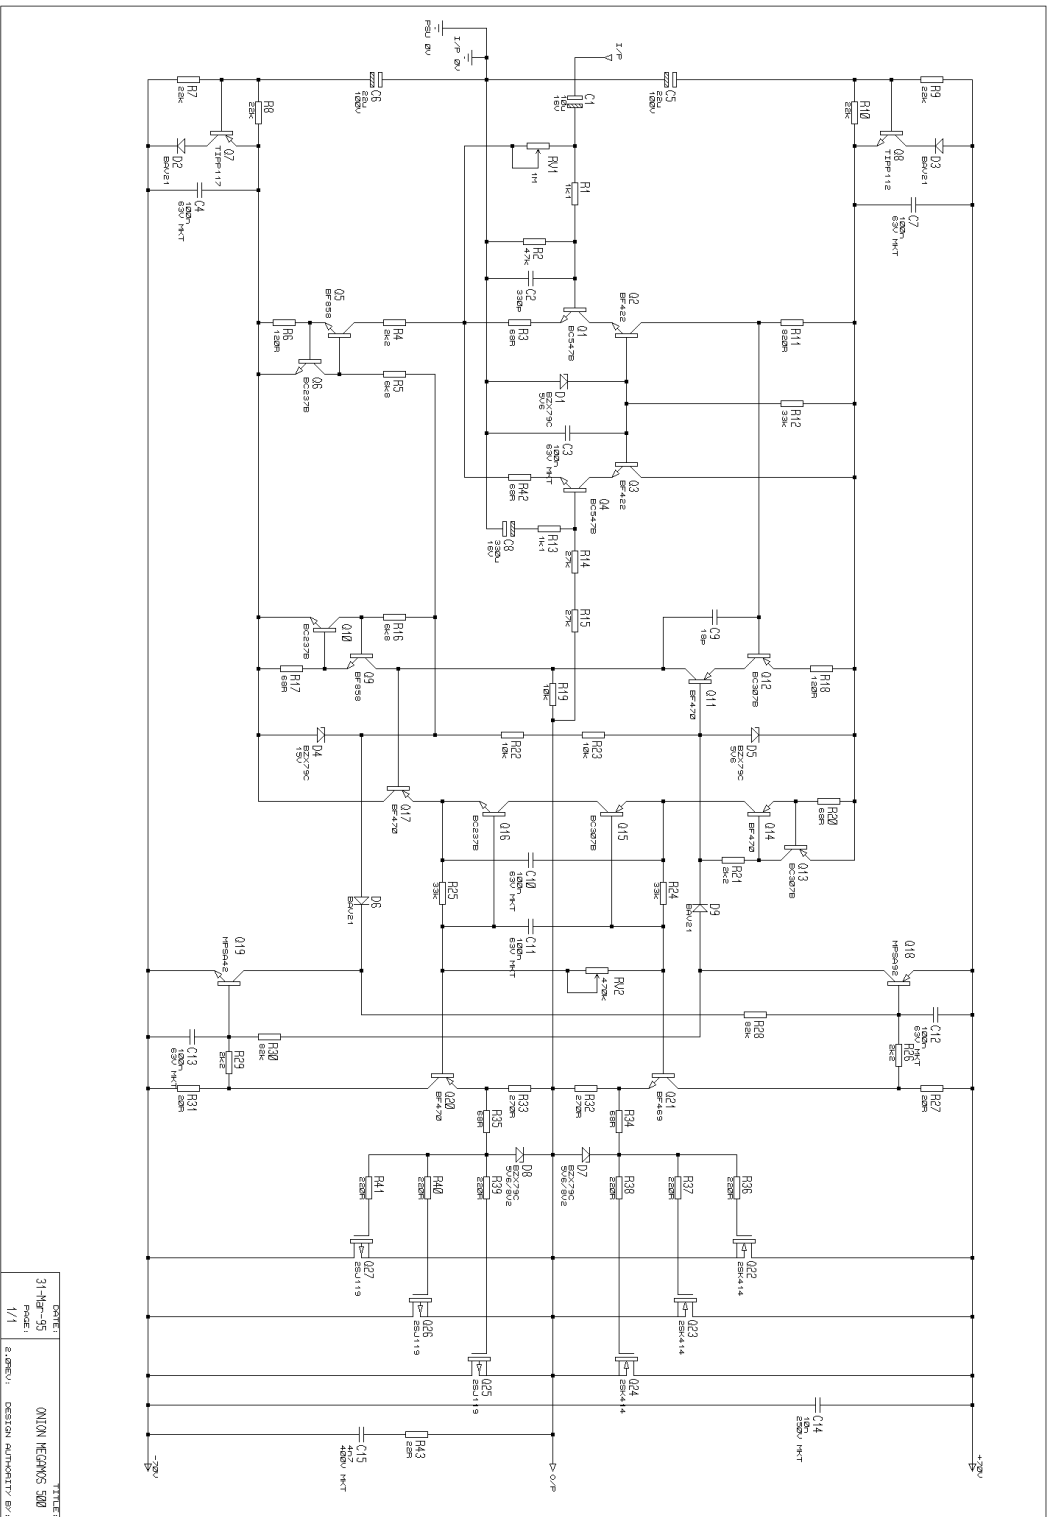 I/P
I/P 0V
PSU 0V
R9
22k
R10
22k
Q8
TIPP112
D3
BAV21
C7
100n
63V MKT
C5
22u
100V
C1
10u
16V
C6
22u
100V
R8
22k
R7
22k
Q7
TIPP117
D2
BAV21
C4
100n
63V MKT
RV1
1M
R1
1k1
R2
47k
C2
330p
Q2
BF422
Q1
BC547B
R3
68R
R4
2k2
Q5
BF858
R6
120R
Q6
BC237B
R5
6k8
R11
820R
R12
33k
D1
BZX79C
5V6
C3
100n
63V MKT
Q3
BF422
Q4
BC547B
R42
68R
C8
330u
16V
R13
1k1
R14
27k
R15
27k
C9
18p
Q12
BC307B
R18
120R
Q11
BF470
R19
10k
Q10
BC237B
R16
6k8
Q9
BF858
R17
68R
D4
BZX79C
15V
R22
10k
R23
10k
D5
BZX79C
5V6
R20
68R
Q14
BF470
Q13
BC307B
R21
2k2
Q15
BC307B
Q16
BC237B
Q17
BF470
C10
100n
63V MKT
R24
33k
R25
33k
D6
BAV21
D9
BAV21
C11
100n
63V MKT
RV2
470k
Q18
MPSA92
Q19
MPSA42
C12
100n
63V MKT
R28
82k
R26
2k2
R27
20R
C13
100n
63V MKT
R30
82k
R29
2k2
R31
20R
Q20
BF470
R33
270R
R32
270R
Q21
BF469
R35
68R
R34
68R
D8
BZX79C
5V6/8V2
D7
BZX79C
5V6/8V2
R41
220R
R40
220R
R39
220R
R38
220R
R37
220R
R36
220R
Q27
2SJ119
Q26
2SJ119
Q25
2SJ119
Q24
2SK414
Q23
2SK414
Q22
2SK414
C14
10n
250V MKT
C15
4n7
400V MKT
R43
22R
+70V
O/P
-70V
DATE:
31-Mar-95
PAGE:
1/1
TITLE:
ONION MEGAMOS 500
2.0REV: DESIGN AUTHORITY BY: